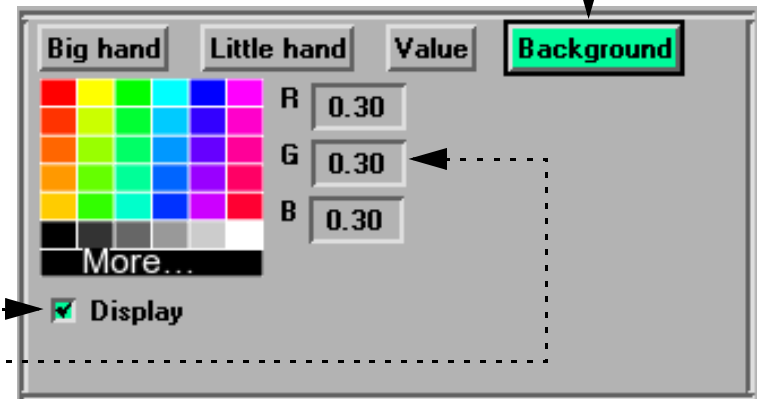 Big hand Little hand Value Background
R 0.30
G 0.30
B 0.30
More...
Display